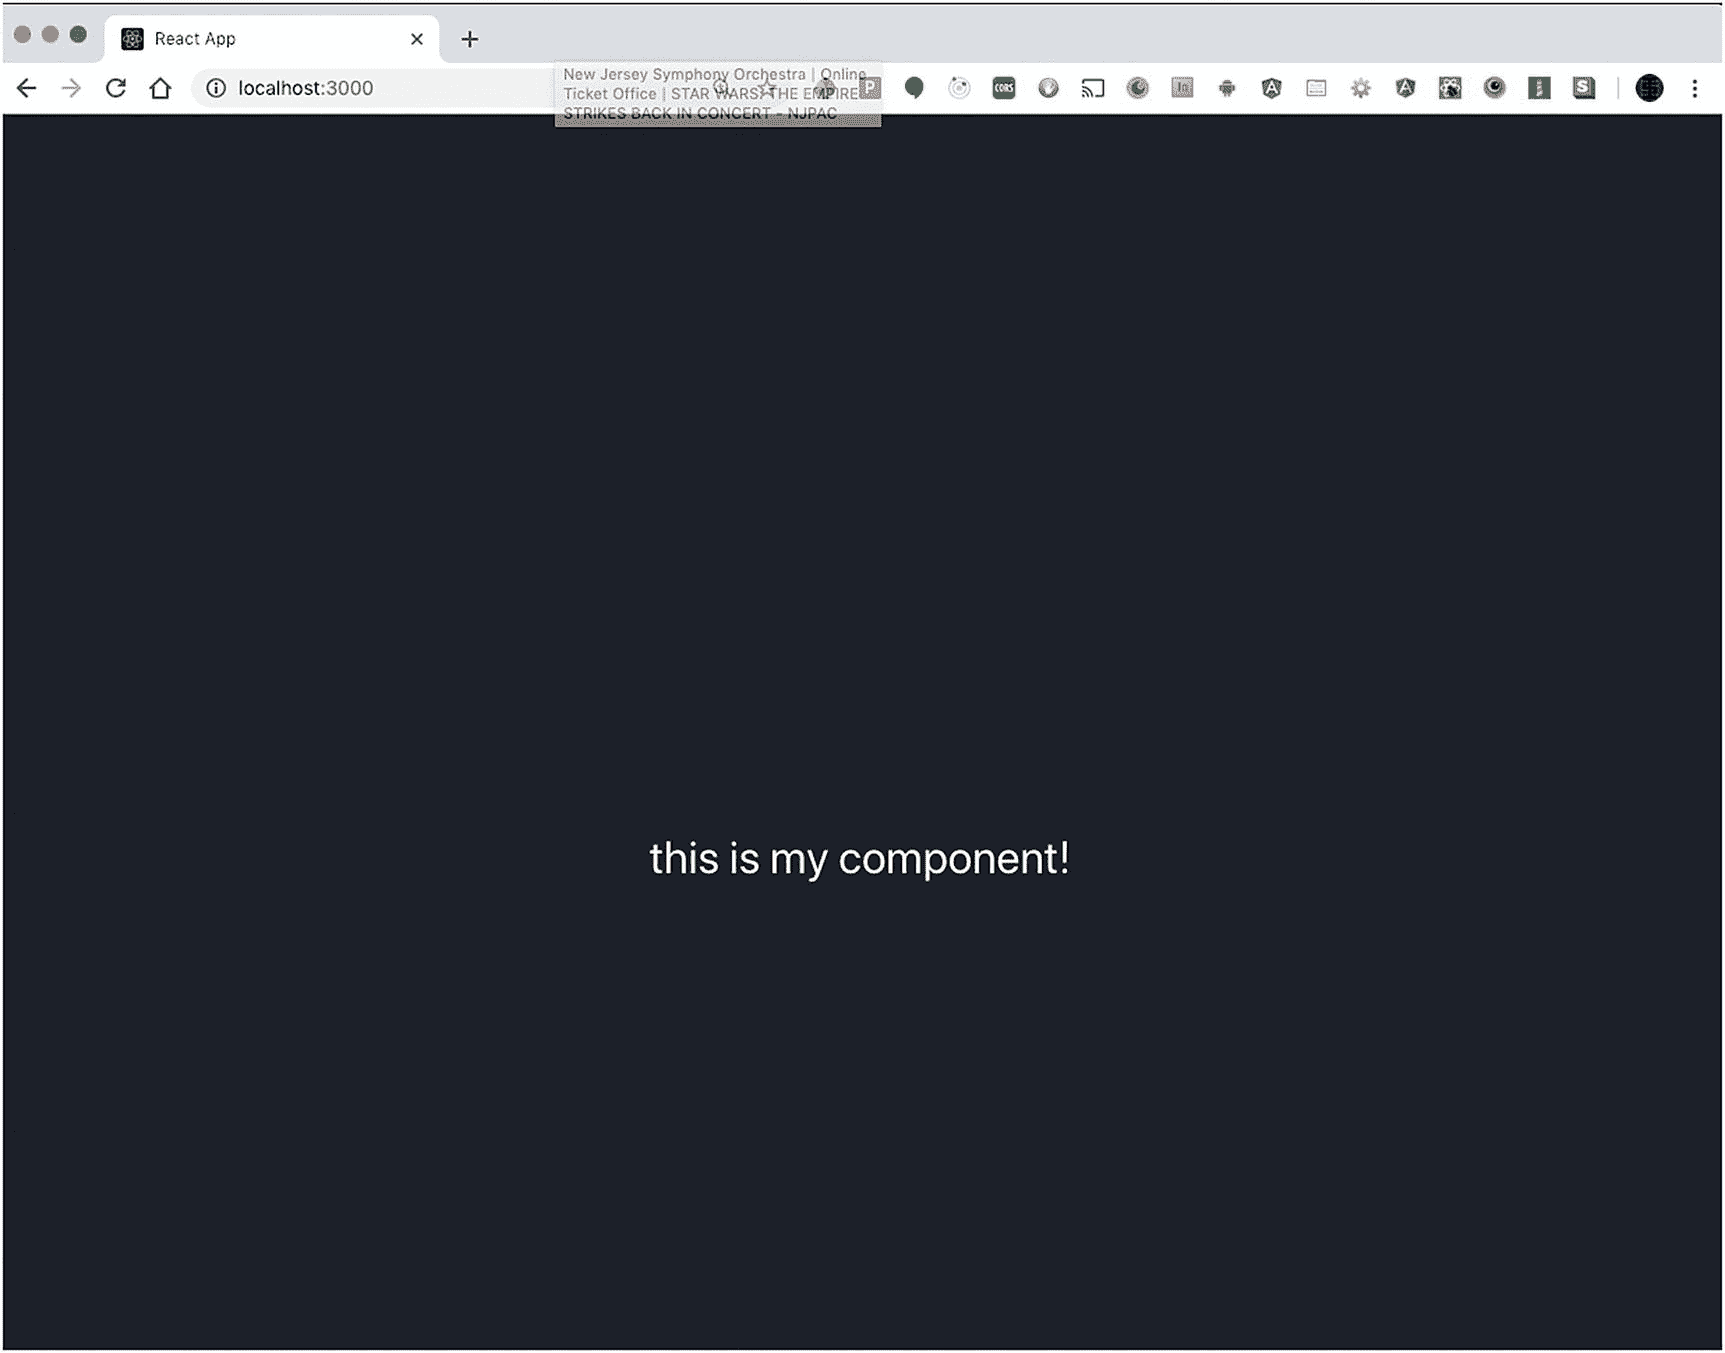 React App
localhost:3000
New Jersey Symphony Orchestra | Online
Ticket Office | STAR WARS: THE EMPIRE
STRIKES BACK IN CONCERT - NJPAC
P
CORS
A
A
S
this is my component!